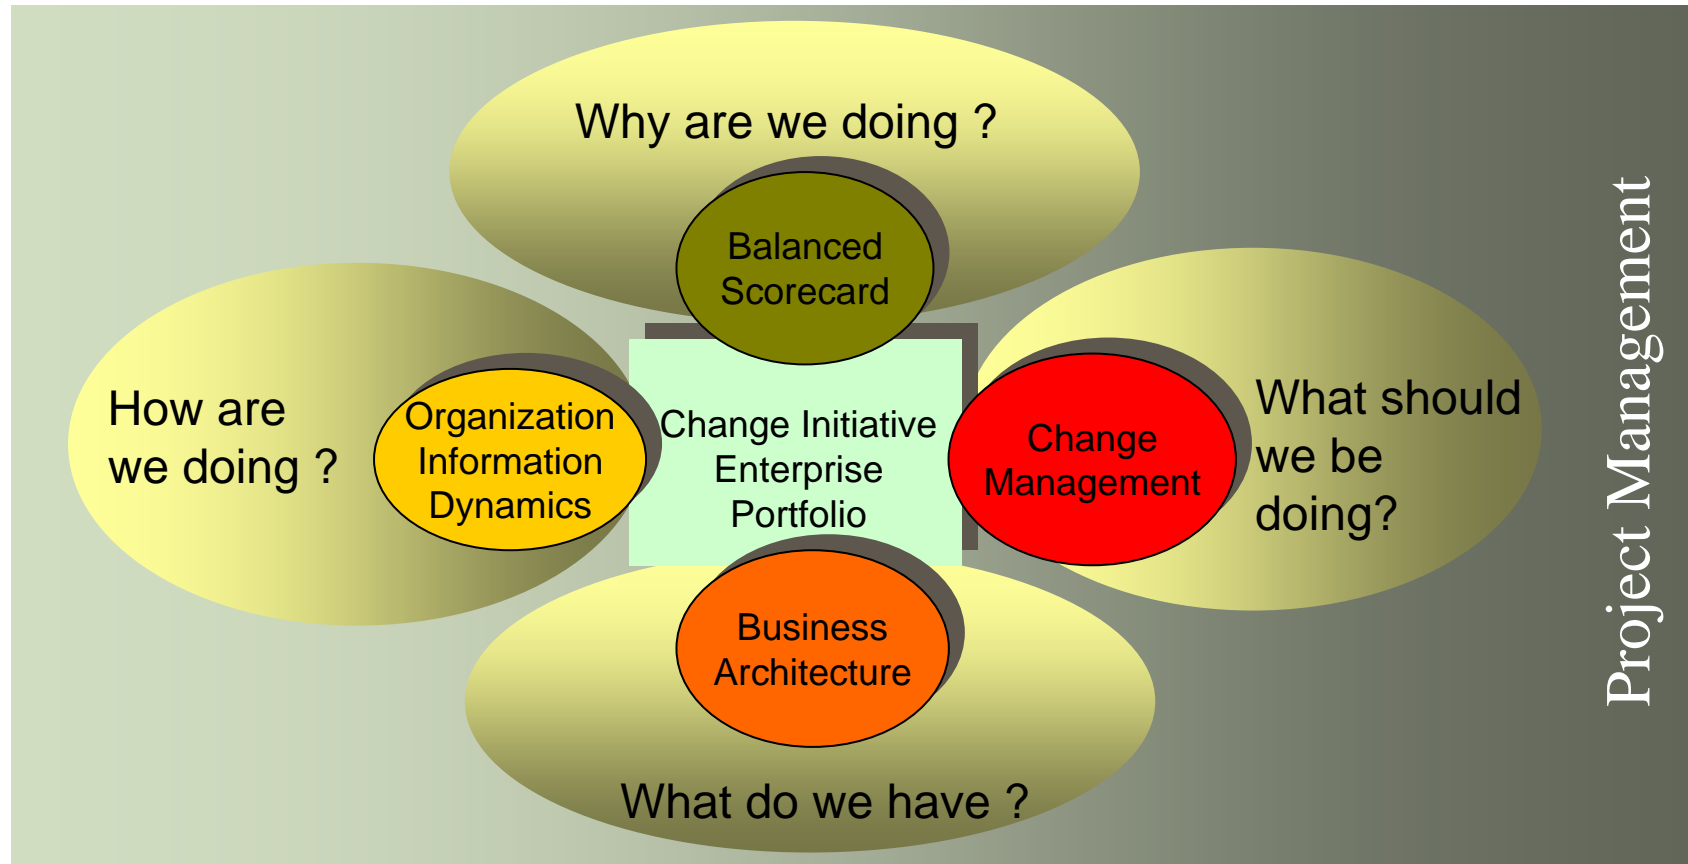 Why are we doing ?
Balanced
Scorecard
How are
we doing ?
Organization
Information
Dynamics
Change Initiative
Enterprise
Portfolio
Change
Management
What should
we be
doing?
Business
Architecture
What do we have ?
Project Management